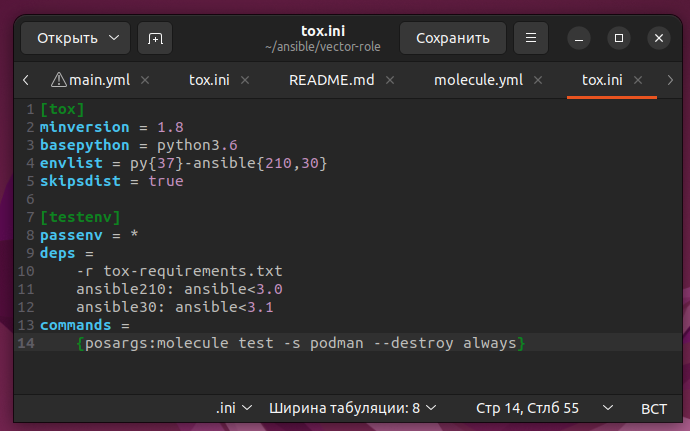 Открыть
tox.ini
~/ansible/vector-role
Сохранить
main.yml
tox.ini
README.md
molecule.yml
tox.ini
1 [tox]
2 minversion = 1.8
3 basepython = python3.6
4 envlist = py{37}-ansible{210,30}
5 skipsdist = true
6
7 [testenv]
8 passenv = *
9 deps =
10     -r tox-requirements.txt
11     ansible210: ansible<3.0
12     ansible30: ansible<3.1
13 commands =
14     {posargs:molecule test -s podman --destroy always}
.ini
Ширина табуляции: 8
Стр 14, Стлб 55
ВСТ